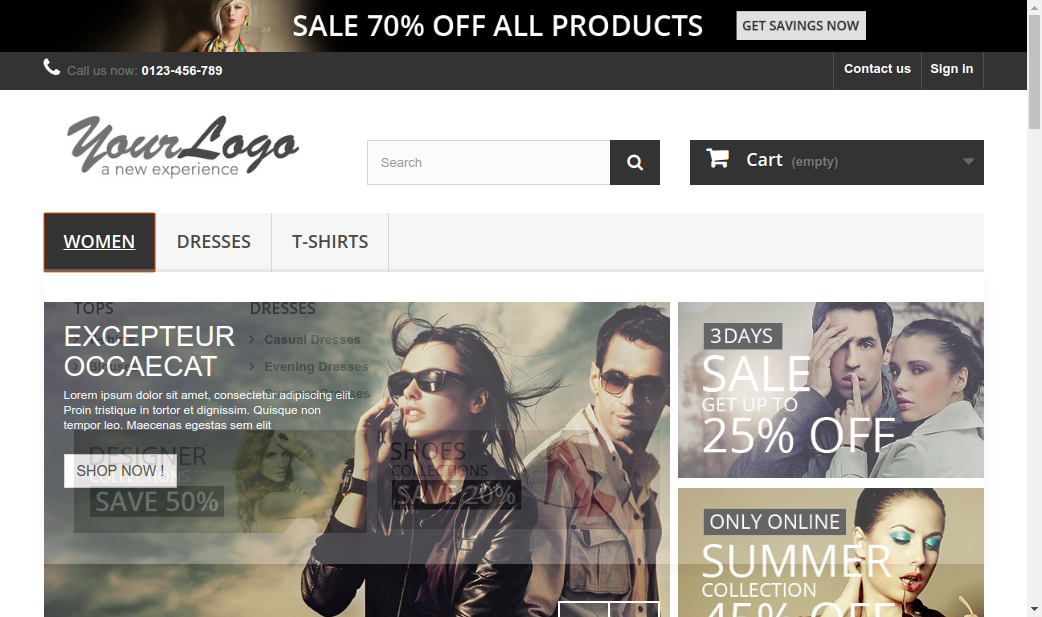 SALE 70% OFF ALL PRODUCTS
GET SAVINGS NOW
Call us now: 0123-456-789
Contact us
Sign in
YourLogo
a new experience
Search
Cart (empty)
WOMEN
DRESSES
T-SHIRTS
TOPS
DRESSES
EXCEPTEUR
OCCAECAT
Casual Dresses
Evening Dresses
Lorem ipsum dolor sit amet, consectetur adipiscing elit.
Proin tristique in tortor et dignissim. Quisque non
tempor leo. Maecenas egestas sem elit
DESIGNER
COLLECTIONS
SAVE 50%
SHOES
COLLECTIONS
SAVE 20%
SHOP NOW !
3DAYS
SALE
GET UP TO
25% OFF
ONLY ONLINE
SUMMER
COLLECTION
45% OFF